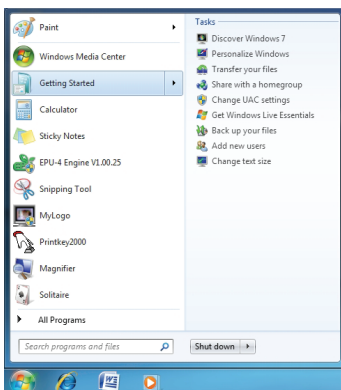 Paint
Windows Media Center
Getting Started
Calculator
Sticky Notes
EPU-4 Engine V1.00.25
Snipping Tool
MyLogo
Printkey2000
Magnifier
Solitaire
All Programs
Search programs and files
Tasks
Discover Windows 7
Personalize Windows
Transfer your files
Share with a homegroup
Change UAC settings
Get Windows Live Essentials
Back up your files
Add new users
Change text size
Shut down